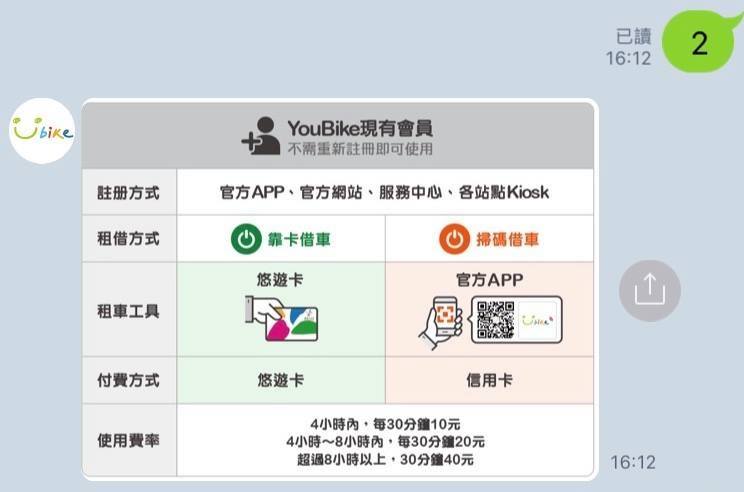 已讀
16:12
2
Ubike
YouBike現有會員
不需重新註冊即可使用
註冊方式
官方APP、官方網站、服務中心、各站點Kiosk
租借方式
靠卡借車
掃碼借車
租車工具
悠遊卡
官方APP
Ubike
付費方式
悠遊卡
信用卡
使用費率
4小時內，每30分鐘10元
4小時～8小時內，每30分鐘20元
超過8小時以上，30分鐘40元
16:12